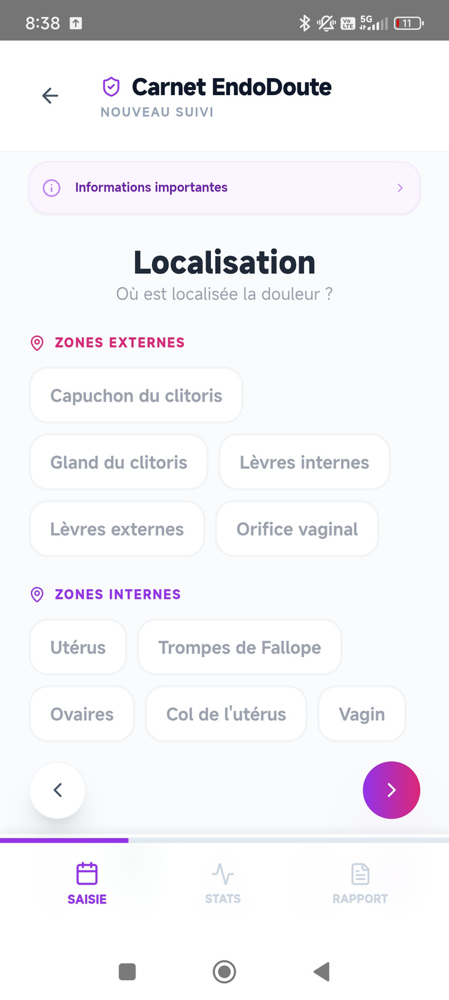 8:38
Vo LTE 5G 11
Carnet EndoDoute
NOUVEAU SUIVI
Informations importantes
Localisation
Où est localisée la douleur ?
ZONES EXTERNES
Capuchon du clitoris
Gland du clitoris
Lèvres internes
Lèvres externes
Orifice vaginal
ZONES INTERNES
Utérus
Trompes de Fallope
Ovaires
Col de l'utérus
Vagin
SAISIE
STATS
RAPPORT